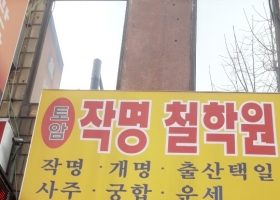 토암 작명 철학원
작명 · 개명 · 출산택일
사주 · 궁합 · 운세